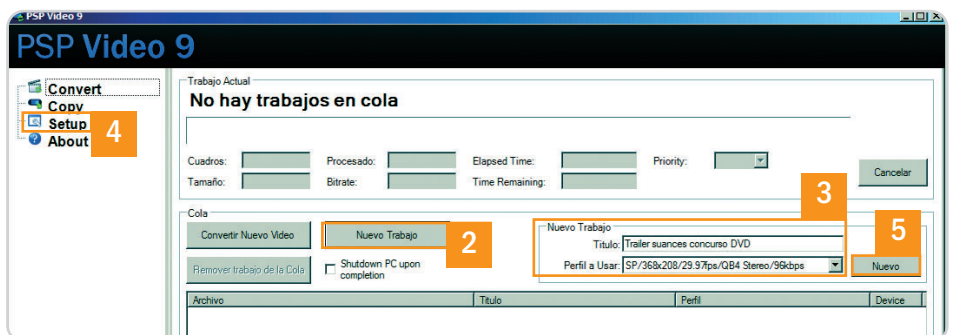 PSP Video 9
PSP Video 9
Convert
Copy
Setup
About
4
Trabajo Actual
No hay trabajos en cola
Cuadros:
Procesado:
Elapsed Time:
Priority:
Tamaño:
Bitrate:
Time Remaining:
Cancelar
3
Cola
Convertir Nuevo Video
Nuevo Trabajo
2
Nuevo Trabajo
Titulo: Trailer suances concurso DVD
5
Remover trabajo de la Cola
Shutdown PC upon
completion
Perfil a Usar: SP/368x208/29.97fps/QB4 Stereo/96kbps
Nuevo
Archivo
Titulo
Perfil
Device